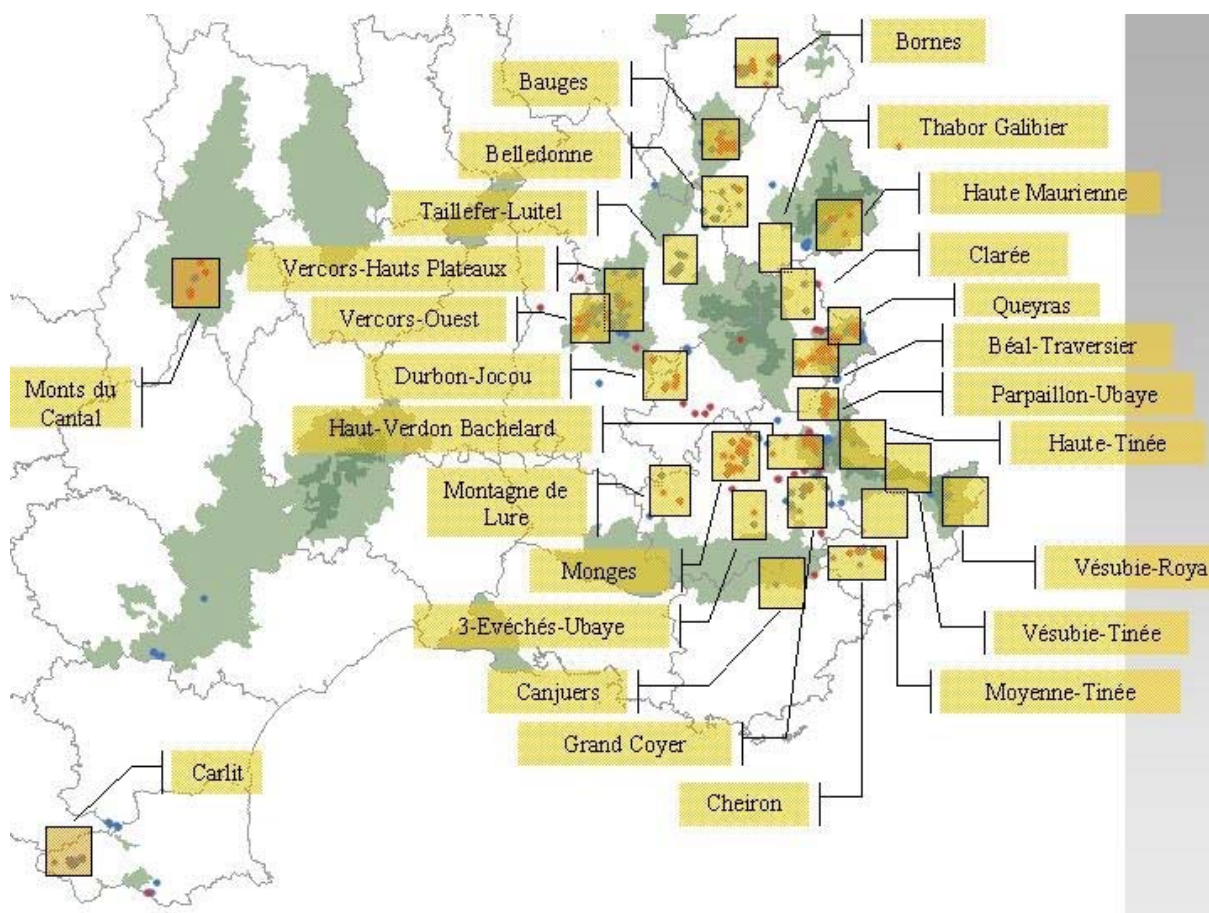 Bornes
Bauges
Thabor Galibier
Belledonne
Haute Maurienne
Taillefer-Luitel
Clarée
Vercors-Hauts Plateaux
Queyras
Vercors-Ouest
Béal-Traversier
Durbon-Jocou
Monts du
Cantal
Parpaillon-Ubaye
Haut-Verdon Bachelard
Haute-Tinée
Montagne de
Lure
Monges
Vésubie-Roya
3-Evéchés-Ubaye
Vésubie-Tinée
Canjuers
Moyenne-Tinée
Grand Coyer
Carlit
Cheiron